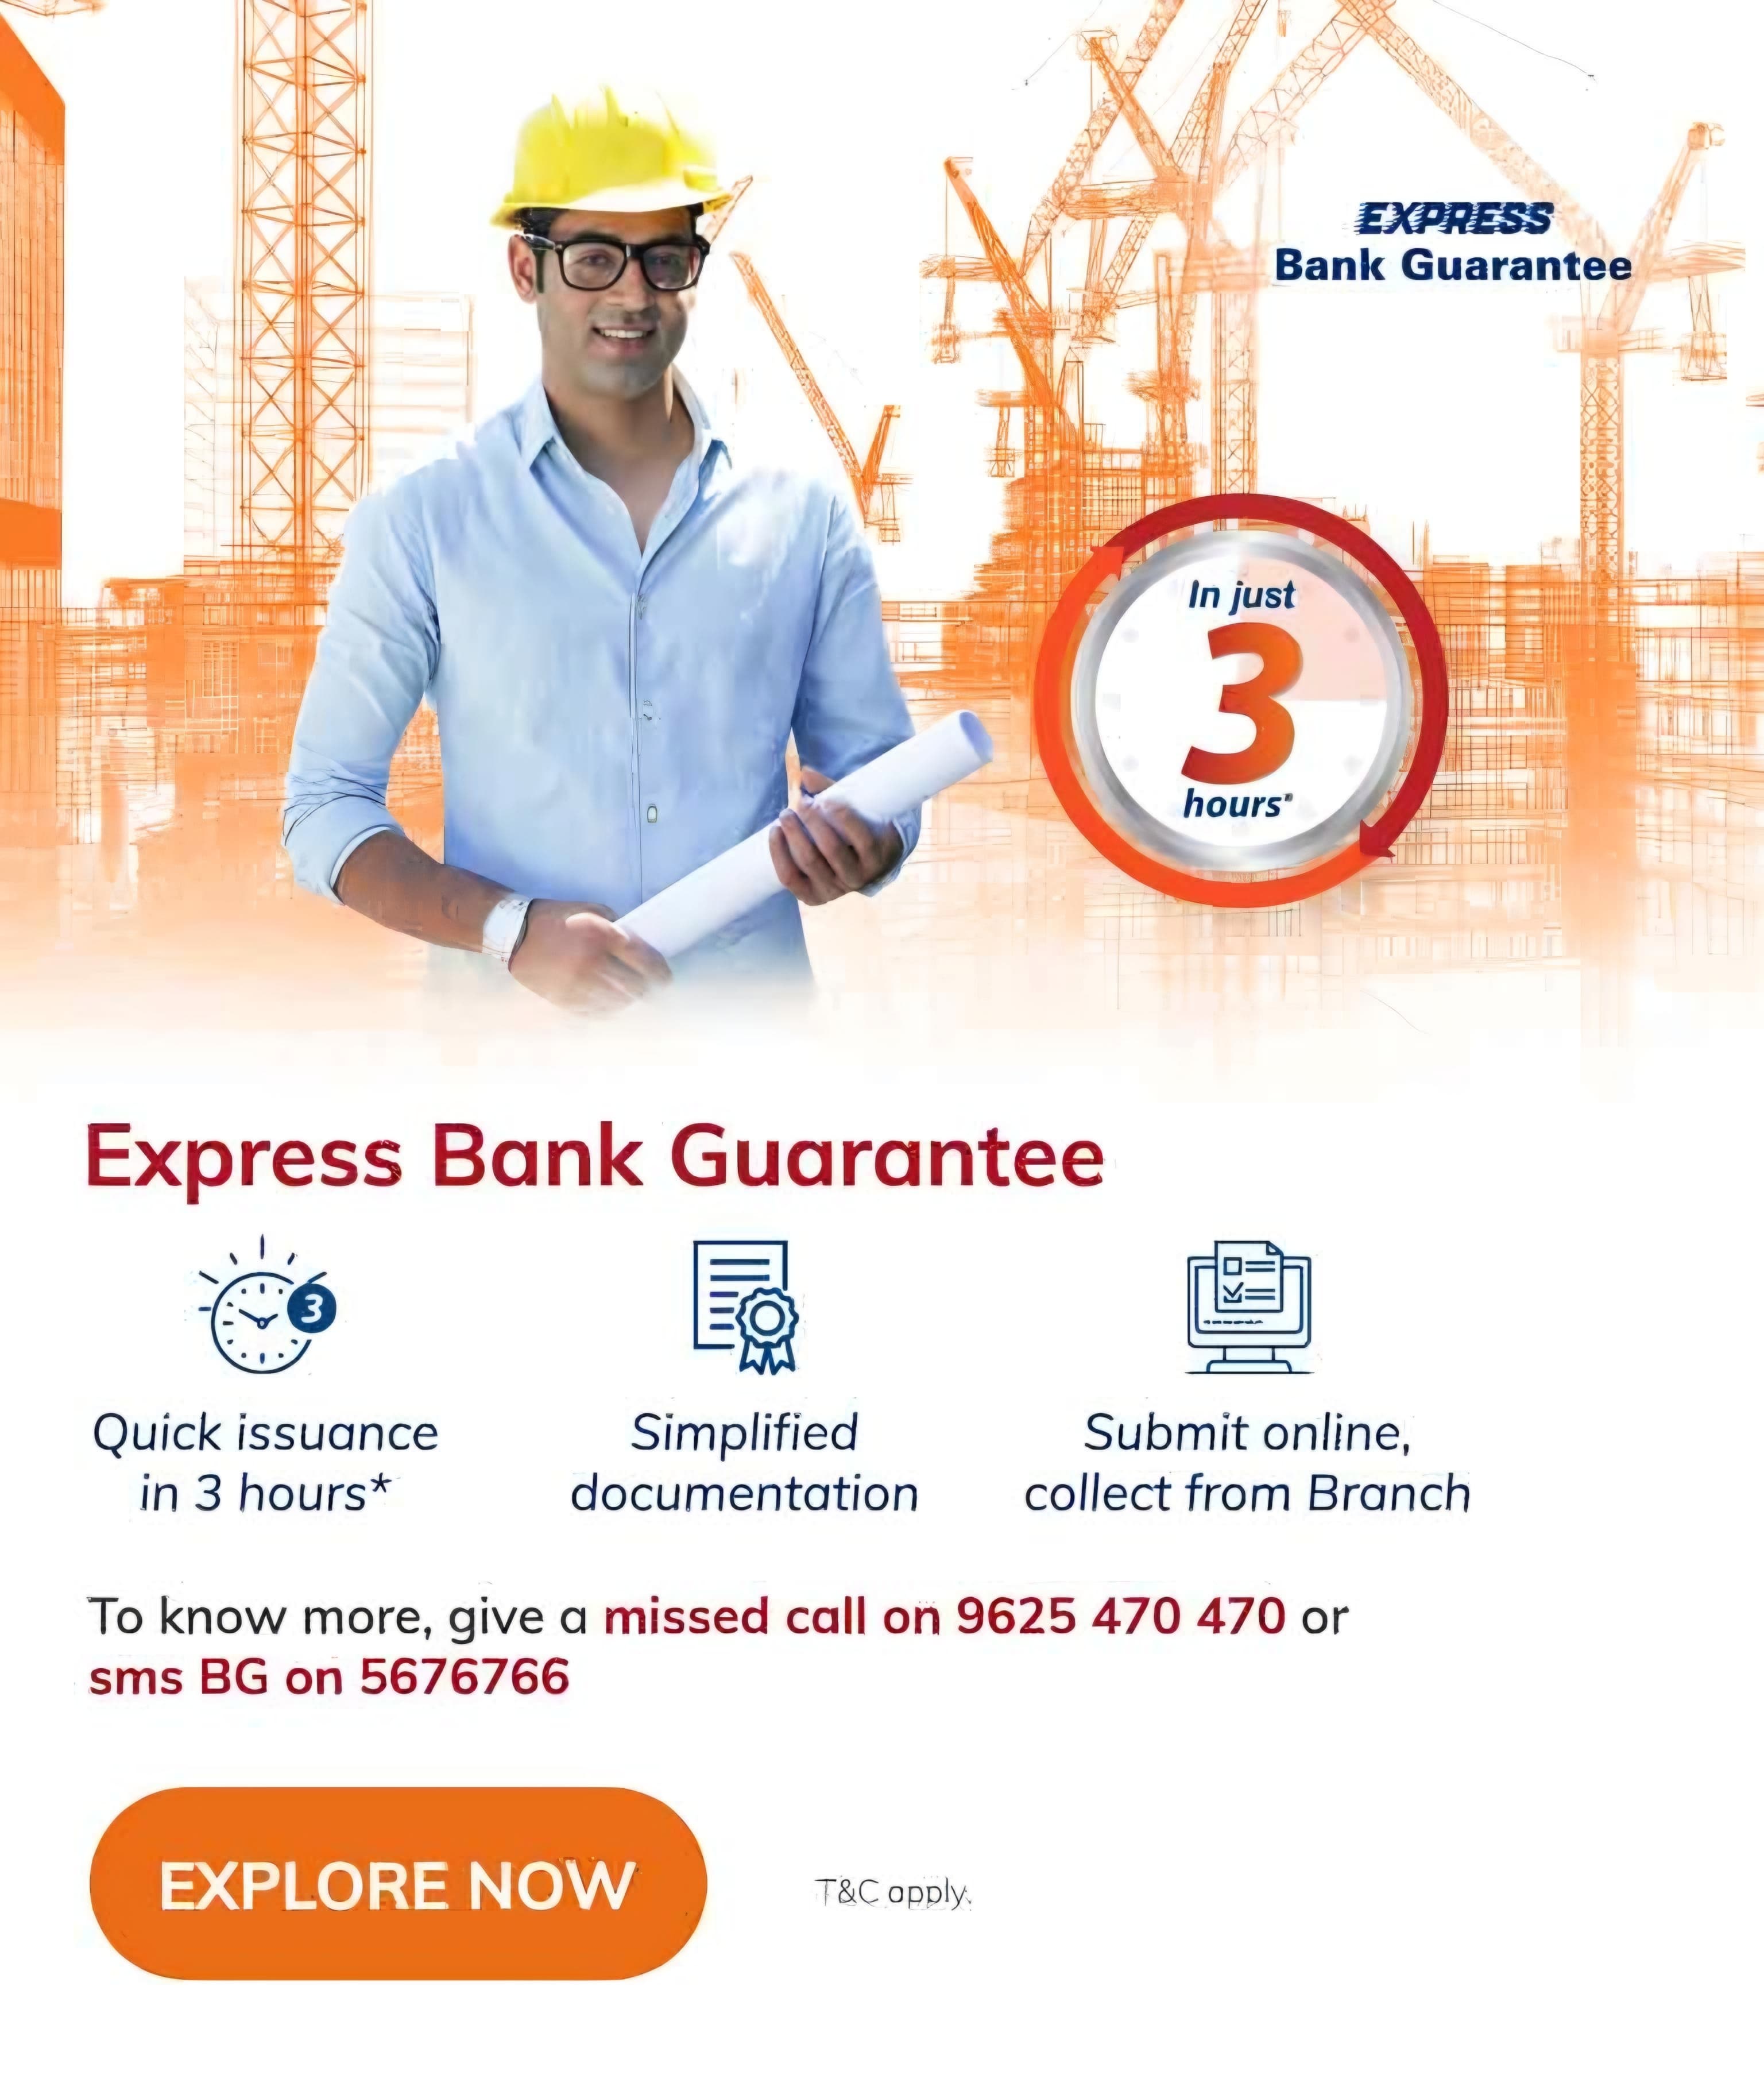 EXPRESS
Bank Guarantee
In just
3
hours*
Express Bank Guarantee
3
Quick issuance
in 3 hours*
Simplified
documentation
Submit online,
collect from Branch
To know more, give a missed call on 9625 470 470 or
sms BG on 5676766
EXPLORE NOW
T&C apply.